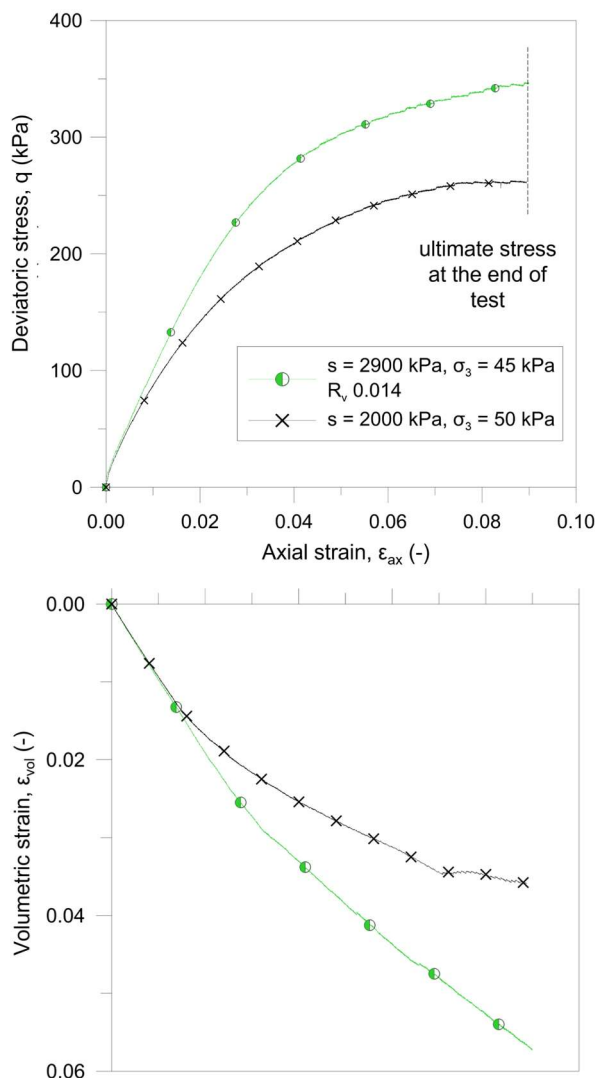 400
300
200
100
0
Deviatoric stress, q (kPa)
ultimate stress
at the end of
test
s = 2900 kPa, σ₃ = 45 kPa
Rᵥ 0.014
s = 2000 kPa, σ₃ = 50 kPa
0.00 0.02 0.04 0.06 0.08 0.10
Axial strain, εax (-)
0.00
0.02
0.04
0.06
Volumetric strain, εvol (-)